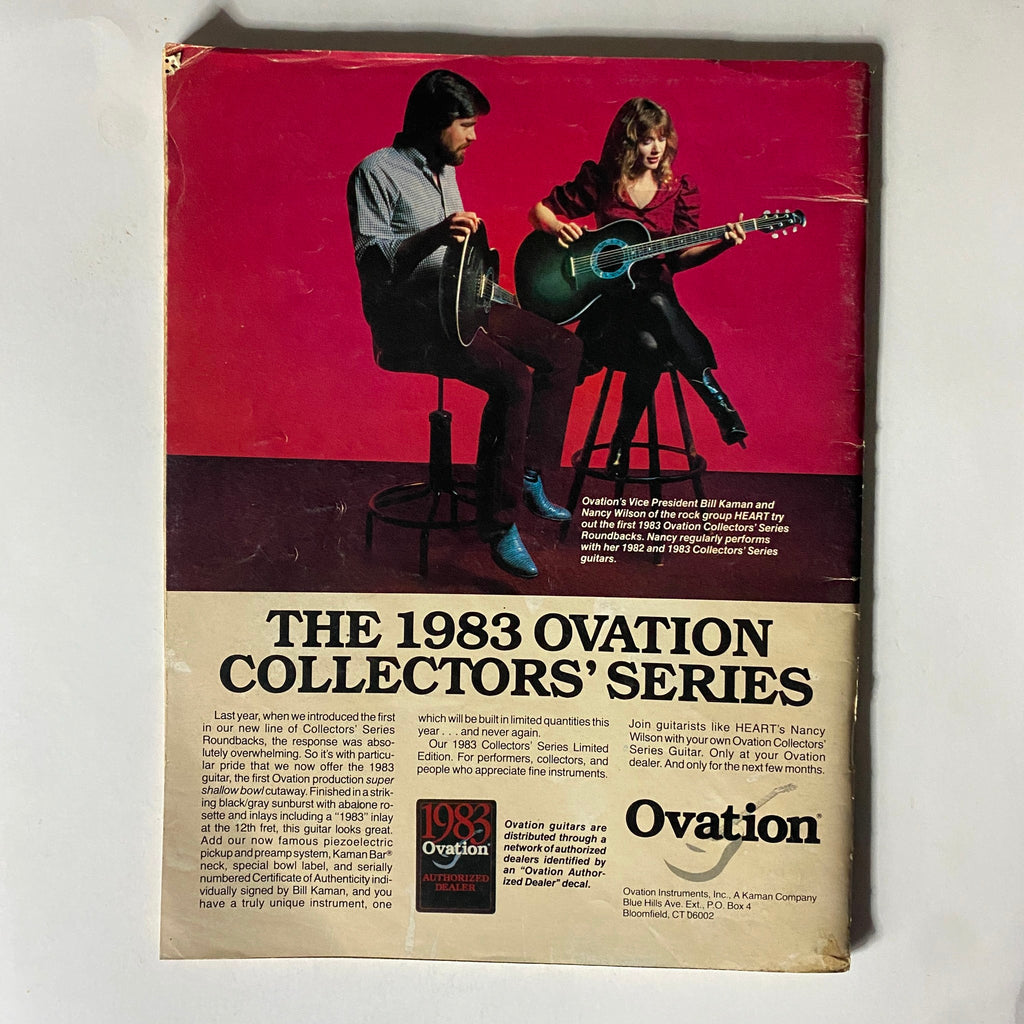 Ovation's Vice President Bill Kaman and
Nancy Wilson of the rock group HEART try
out the first 1983 Ovation Collectors' Series
Roundbacks. Nancy regularly performs
with her 1982 and 1983 Collectors' Series
guitars.
THE 1983 OVATION
COLLECTORS' SERIES
Last year, when we introduced the first
in our new line of Collectors' Series
Roundbacks, the response was abso-
lutely overwhelming. So it's with particu-
lar pride that we now offer the 1983
guitar, the first Ovation production super
shallow bowl cutaway. Finished in a strik-
ing black/gray sunburst with abalone ro-
sette and inlays including a "1983" inlay
at the 12th fret, this guitar looks great.
Add our now famous piezoelectric
pickup and preamp system, Kaman Bar®
neck, special bowl label, and serially
numbered Certificate of Authenticity indi-
vidually signed by Bill Kaman, and you
have a truly unique instrument, one
which will be built in limited quantities this
year . . . and never again.
Our 1983 Collectors' Series Limited
Edition. For performers, collectors, and
people who appreciate fine instruments.
1983
Ovation®
AUTHORIZED
DEALER
Ovation guitars are
distributed through a
network of authorized
dealers identified by
an "Ovation Author-
ized Dealer" decal.
Join guitarists like HEART's Nancy
Wilson with your own Ovation Collectors'
Series Guitar. Only at your Ovation
dealer. And only for the next few months.
Ovation®
Ovation Instruments, Inc., A Kaman Company
Blue Hills Ave. Ext., P.O. Box 4
Bloomfield, CT 06002